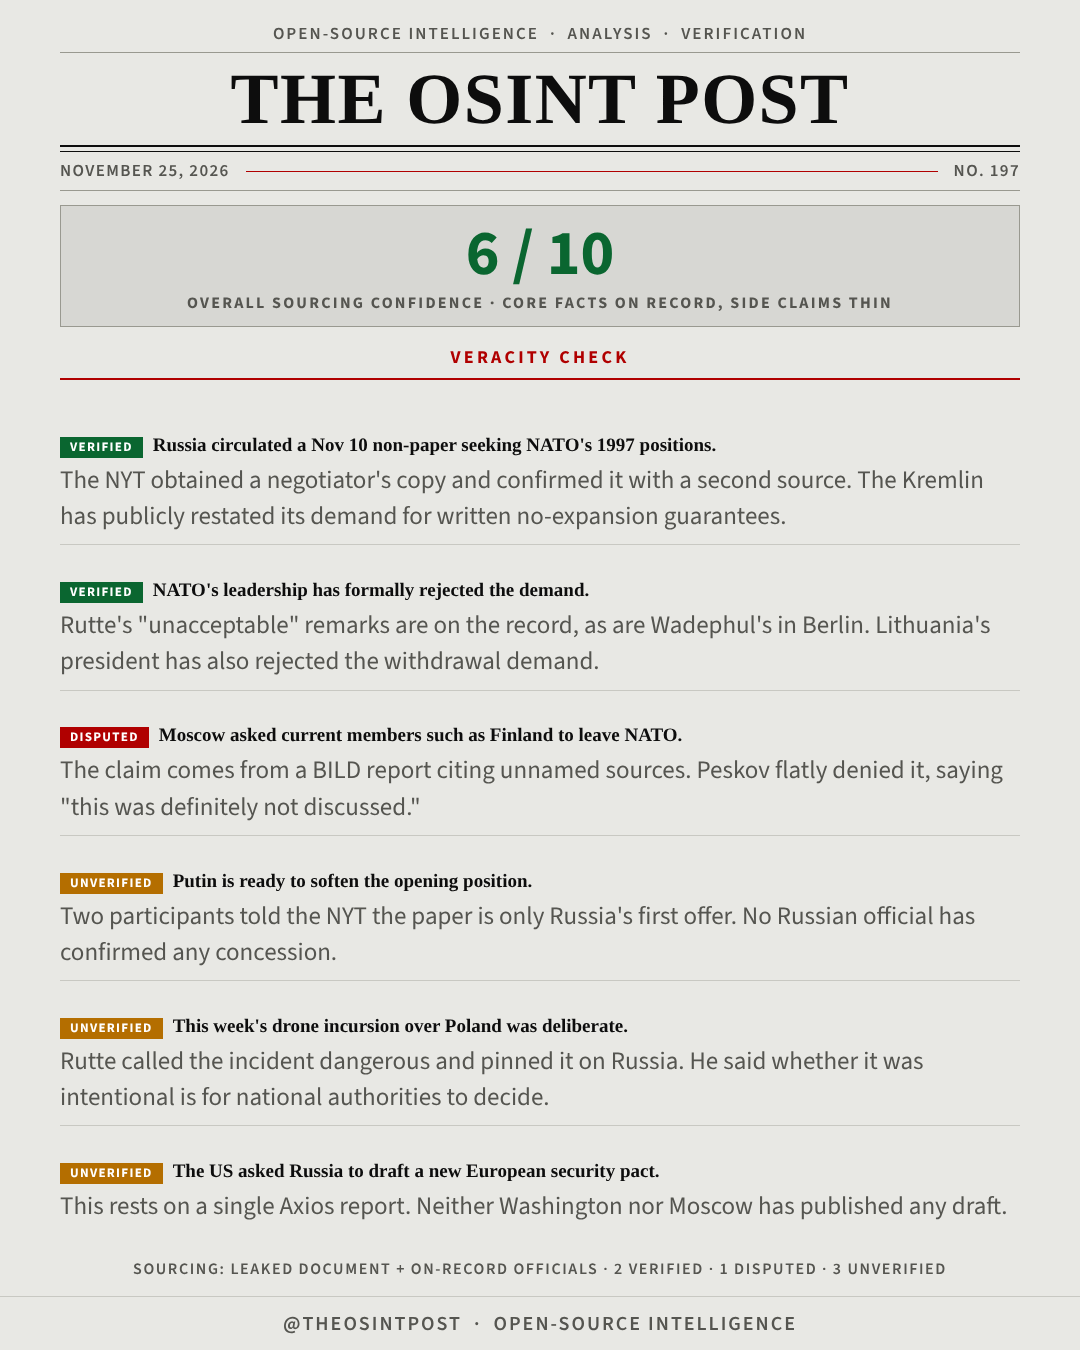 OPEN-SOURCE INTELLIGENCE · ANALYSIS · VERIFICATION
THE OSINT POST
NOVEMBER 25, 2026 NO. 197
6 / 10
OVERALL SOURCING CONFIDENCE · CORE FACTS ON RECORD, SIDE CLAIMS THIN
VERACITY CHECK
VERIFIED Russia circulated a Nov 10 non-paper seeking NATO's 1997 positions.
The NYT obtained a negotiator's copy and confirmed it with a second source. The Kremlin
has publicly restated its demand for written no-expansion guarantees.
VERIFIED NATO's leadership has formally rejected the demand.
Rutte's "unacceptable" remarks are on the record, as are Wadephul's in Berlin. Lithuania's
president has also rejected the withdrawal demand.
DISPUTED Moscow asked current members such as Finland to leave NATO.
The claim comes from a BILD report citing unnamed sources. Peskov flatly denied it, saying
"this was definitely not discussed."
UNVERIFIED Putin is ready to soften the opening position.
Two participants told the NYT the paper is only Russia's first offer. No Russian official has
confirmed any concession.
UNVERIFIED This week's drone incursion over Poland was deliberate.
Rutte called the incident dangerous and pinned it on Russia. He said whether it was
intentional is for national authorities to decide.
UNVERIFIED The US asked Russia to draft a new European security pact.
This rests on a single Axios report. Neither Washington nor Moscow has published any draft.
SOURCING: LEAKED DOCUMENT + ON-RECORD OFFICIALS · 2 VERIFIED · 1 DISPUTED · 3 UNVERIFIED
@THEOSINTPOST · OPEN-SOURCE INTELLIGENCE